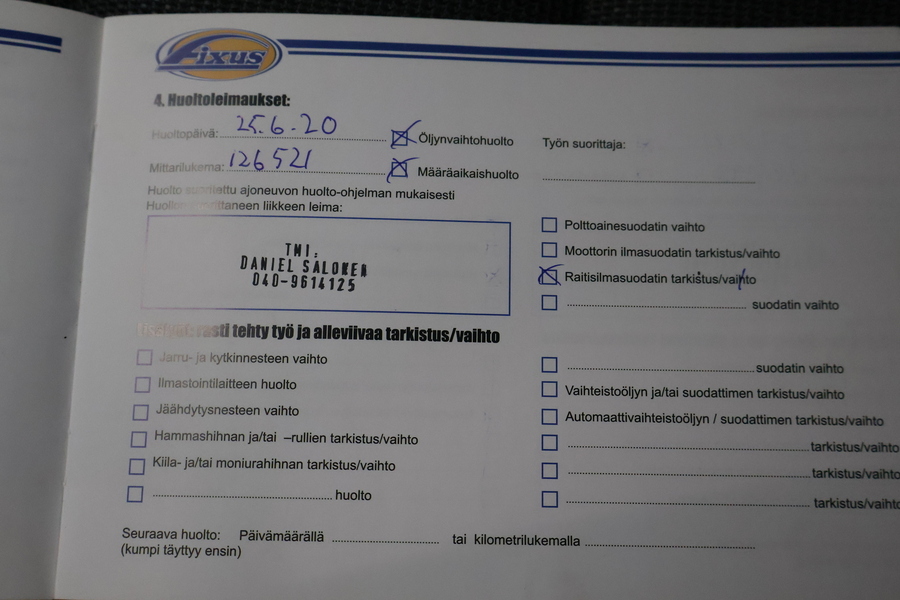 Fixus
4. Huoltoleimaukset:
Huoltopäivä: 25.6.20
Öljynvaihtohuolto
Työn suorittaja:
Mittarilukema: 126521
Määräaikaishuolto
Huolto suoritettu ajoneuvon huolto-ohjelman mukaisesti
Huollon suorittaneen liikkeen leima:
TMI.
DANIEL SALONEN
040-9614125
Polttoainesuodatin vaihto
Moottorin ilmasuodatin tarkistus/vaihto
Raitisilmasuodatin tarkistus/vaihto
suodatin vaihto
rasti tehty työ ja alleviivaa tarkistus/vaihto
Jarru- ja kytkinnesteen vaihto
Ilmastointilaitteen huolto
Jäähdytysnesteen vaihto
Hammashihnan ja/tai –rullien tarkistus/vaihto
Kiila- ja/tai moniurahihnan tarkistus/vaihto
huolto
suodatin vaihto
Vaihteistoöljyn ja/tai suodattimen tarkistus/vaihto
Automaattivaihteistoöljyn / suodattimen tarkistus/vaihto
tarkistus/vaihto
tarkistus/vaihto
tarkistus/vaihto
Seuraava huolto: Päivämäärällä tai kilometrilukemalla
(kumpi täyttyy ensin)